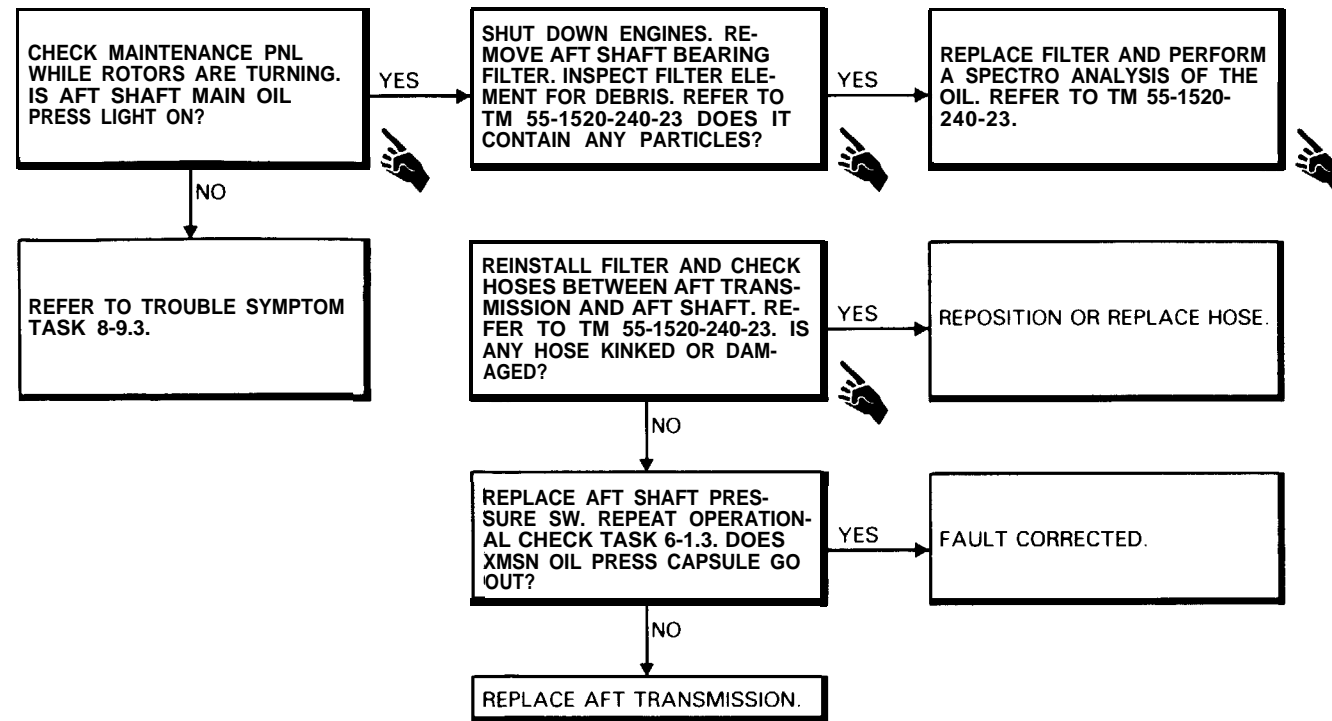 CHECK MAINTENANCE PNL
WHILE ROTORS ARE TURNING.
IS AFT SHAFT MAIN OIL
PRESS LIGHT ON?
YES
SHUT DOWN ENGINES. RE-
MOVE AFT SHAFT BEARING
FILTER. INSPECT FILTER ELE-
MENT FOR DEBRIS. REFER TO
TM 55-1520-240-23 DOES IT
CONTAIN ANY PARTICLES?
YES
REPLACE FILTER AND PERFORM
A SPECTRO ANALYSIS OF THE
OIL. REFER TO TM 55-1520-
240-23.
NO
REFER TO TROUBLE SYMPTOM
TASK 8-9.3.
REINSTALL FILTER AND CHECK
HOSES BETWEEN AFT TRANS-
MISSION AND AFT SHAFT. RE-
FER TO TM 55-1520-240-23. IS
ANY HOSE KINKED OR DAM-
AGED?
YES
REPOSITION OR REPLACE HOSE.
NO
REPLACE AFT SHAFT PRES-
SURE SW. REPEAT OPERATION-
AL CHECK TASK 6-1.3. DOES
XMSN OIL PRESS CAPSULE GO
OUT?
YES
FAULT CORRECTED.
NO
REPLACE AFT TRANSMISSION.